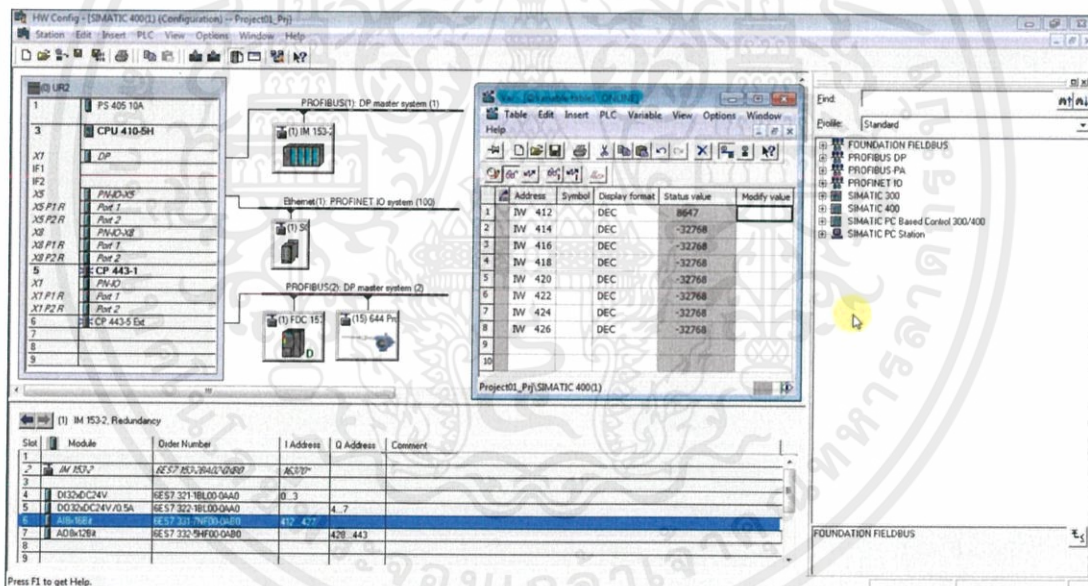 HW Config - [SIMATIC 400(1) (Configuration) -- Project01_Prj]
Station Edit Insert PLC View Options Window Help
(0) UR2
1 PS 405 10A
3 CPU 410-5H
X1 DP
IF1
IF2
X5 PN-IO-X5
X5 P1 R Port 1
X5 P2 R Port 2
X8 PN-IO-X8
X8 P1 R Port 1
X8 P2 R Port 2
5 CP 443-1
X1 PN-IO
X1 P1 R Port 1
X1 P2 R Port 2
6 CP 443-5 Ext
7
8
9
PROFIBUS(1): DP master system (1)
(1) IM 153-2
Ethernet(1): PROFINET IO system (100)
(1) SC
PROFIBUS(2): DP master system (2)
(1) FDC 157
(15) 644 Pre
D
Table Edit Insert PLC Variable View Options Window
Help
Address Symbol Display format Status value Modify value
1 IW 412 DEC 8647
2 IW 414 DEC -32768
3 IW 416 DEC -32768
4 IW 418 DEC -32768
5 IW 420 DEC -32768
6 IW 422 DEC -32768
7 IW 424 DEC -32768
8 IW 426 DEC -32768
9
10
Project01_Prj\SIMATIC 400(1)
Find:
Profile: Standard
FOUNDATION FIELDBUS
PROFIBUS DP
PROFIBUS-PA
PROFINET IO
SIMATIC 300
SIMATIC 400
SIMATIC PC Based Control 300/400
SIMATIC PC Station
(1) IM 153-2, Redundancy
Slot Module Order Number I Address Q Address Comment
1
2 IM 153-2
3
4 DI32xDC24V 6ES7 321-1BL00-0AA0 0...3
5 DO32xDC24V/0.5A 6ES7 322-1BL00-0AA0 4...7
6 AI8x16Bit 6ES7 331-7NF00-0AB0 412...427
7 AO8x12Bit 6ES7 332-5HF00-0AB0 428...443
8
9
FOUNDATION FIELDBUS
Press F1 to get Help.